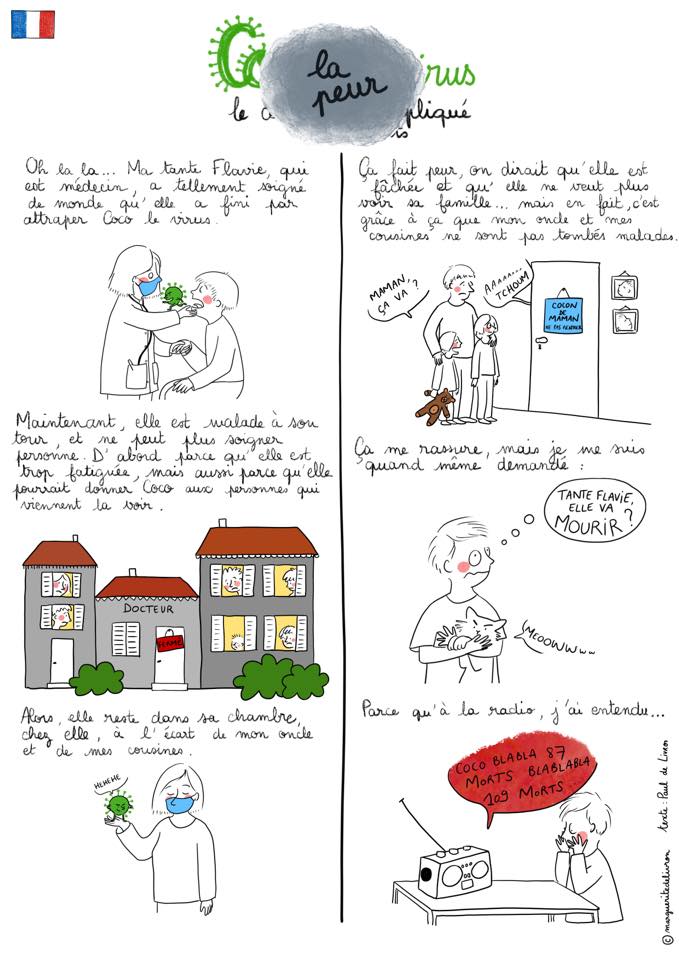 la
peur
rus
le
pliqué
Oh la la... Ma tante Flavie, qui
est médecin, a tellement soigné
de monde qu'elle a fini par
attraper Coco le virus.
Maintenant, elle est malade à son
tour, et ne peut plus soigner
personne. D'abord parce qu'elle est
trop fatiguée, mais aussi parce qu'elle
pourrait donner Coco aux personnes qui
viennent la voir.
DOCTEUR
FERMÉ
Alors, elle reste dans sa chambre,
chez elle, à l'écart de mon oncle
et de mes cousines.
HEHEHE
Ça fait peur, on dirait qu'elle est
fâchée et qu'elle ne veut plus
voir sa famille... mais en fait, c'est
grâce à ça que mon oncle et mes
cousines ne sont pas tombés malades.
MAMAN,
ÇA VA ?
AAAAA...
TCHOUM
COLON
DE
MAMAN
NE PAS RENTRER
Ça me rassure, mais je me suis
quand même demandé :
TANTE FLAVIE,
ELLE VA
MOURIR ?
MEOOWWww
Parce qu'à la radio, j'ai entendu...
COCO BLABLA 87
MORTS BLABLABLA
109 MORTS...
© margueritedelivron texte : Paul de Livron